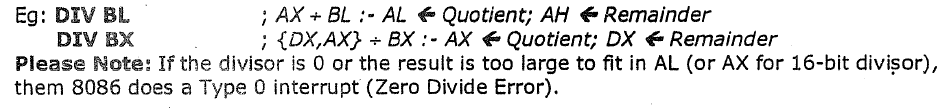 Eg: DIV BL ; AX ÷ BL :- AL ← Quotient; AH ← Remainder
DIV BX ; {DX,AX} ÷ BX :- AX ← Quotient; DX ← Remainder
Please Note: If the divisor is 0 or the result is too large to fit in AL (or AX for 16-bit divisor),
them 8086 does a Type 0 interrupt (Zero Divide Error).